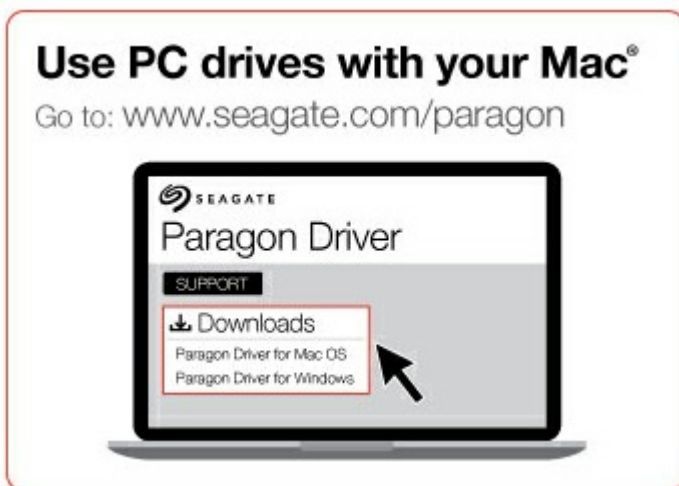 Use PC drives with your Mac®
Go to: www.seagate.com/paragon
SEAGATE
Paragon Driver
SUPPORT
Downloads
Paragon Driver for Mac OS
Paragon Driver for Windows